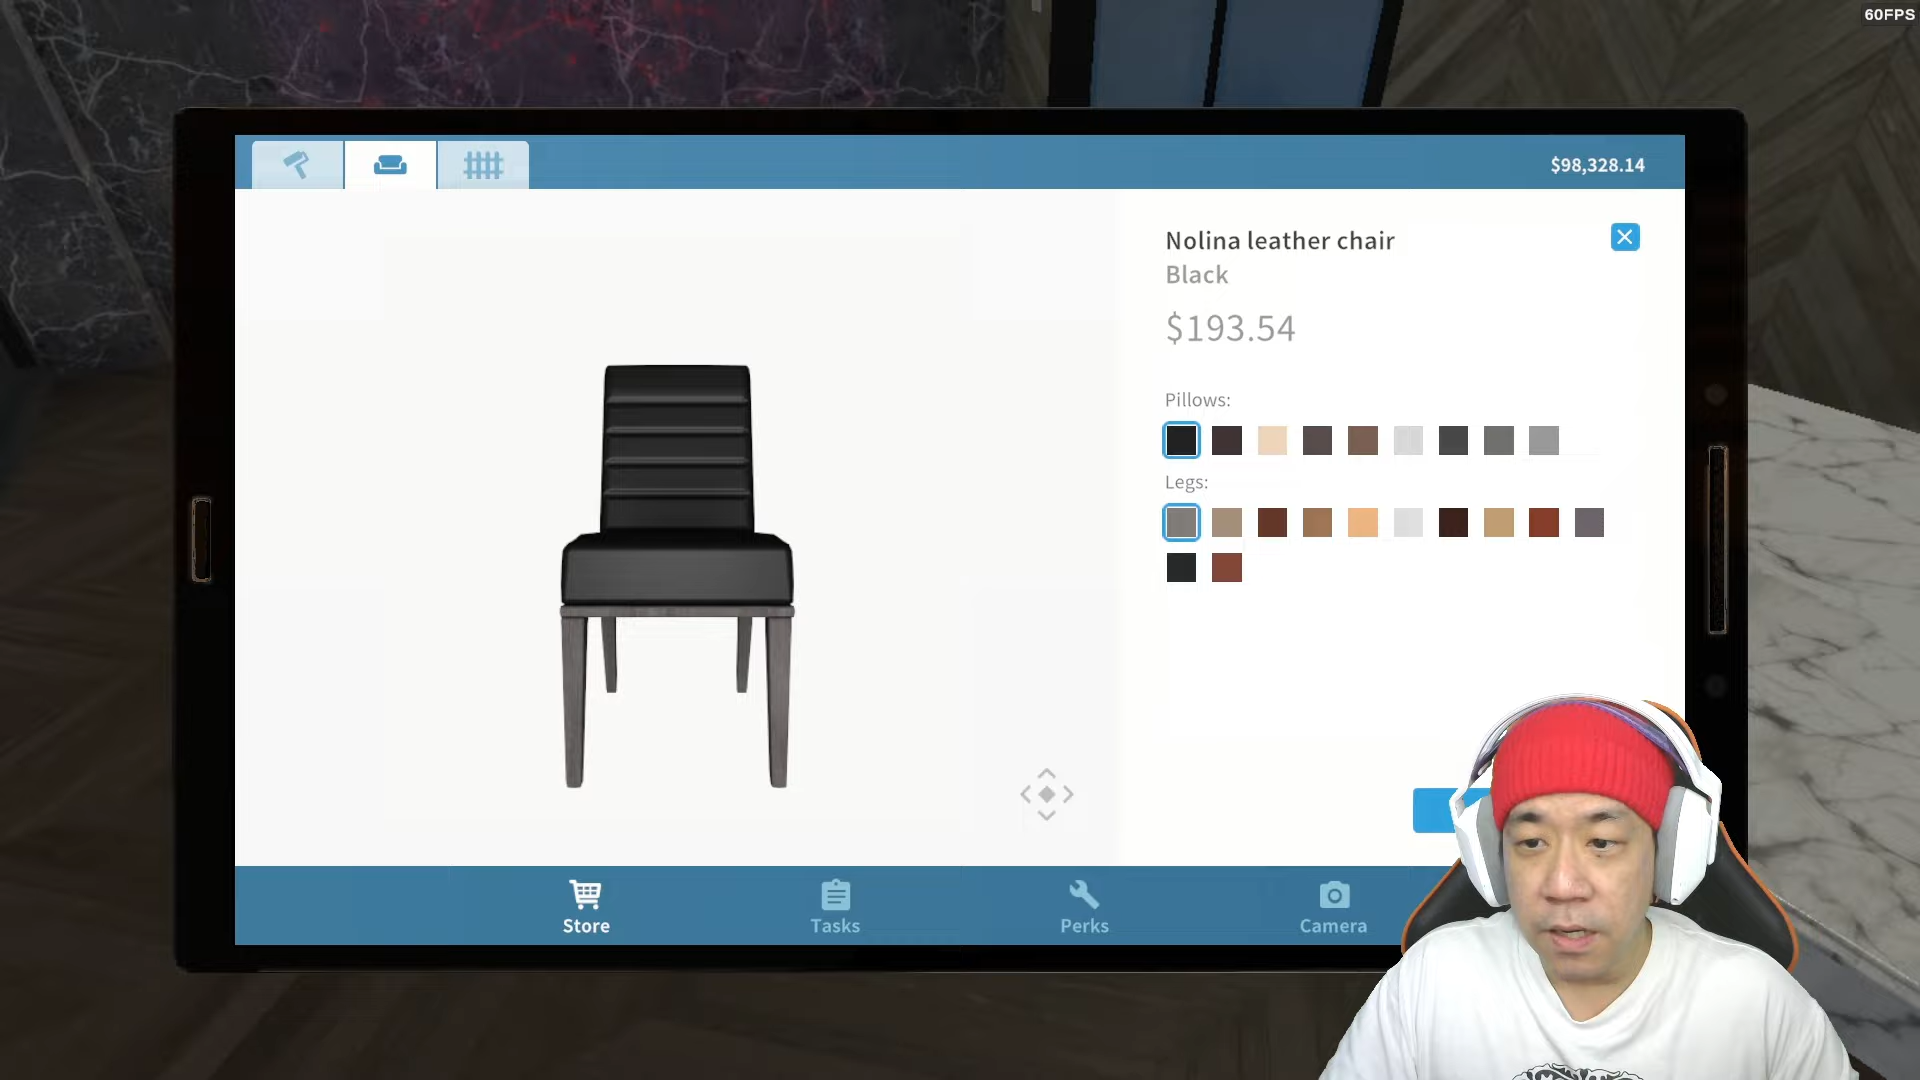 60FPS
$98,328.14
Nolina leather chair
Black
$193.54
Pillows:
Legs:
Store
Tasks
Perks
Camera